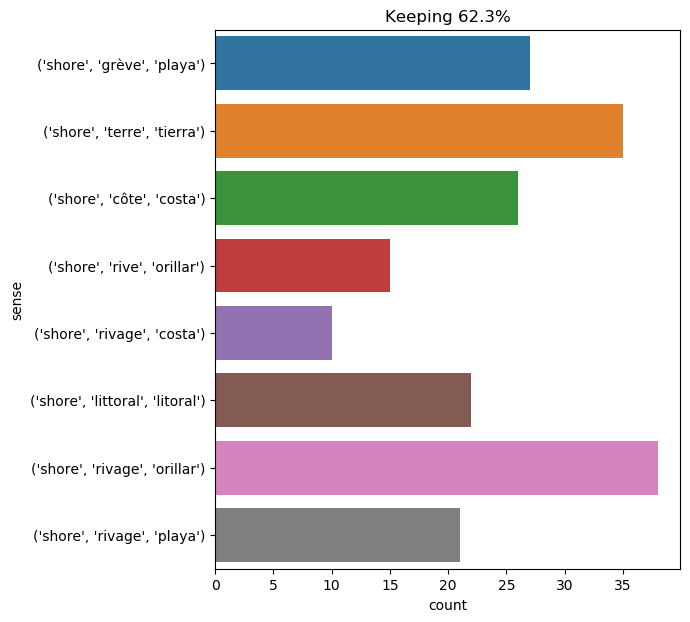 Keeping 62.3%
('shore', 'grève', 'playa')
('shore', 'terre', 'tierra')
('shore', 'côte', 'costa')
('shore', 'rive', 'orillar')
('shore', 'rivage', 'costa')
('shore', 'littoral', 'litoral')
('shore', 'rivage', 'orillar')
('shore', 'rivage', 'playa')
sense
0 5 10 15 20 25 30 35
count